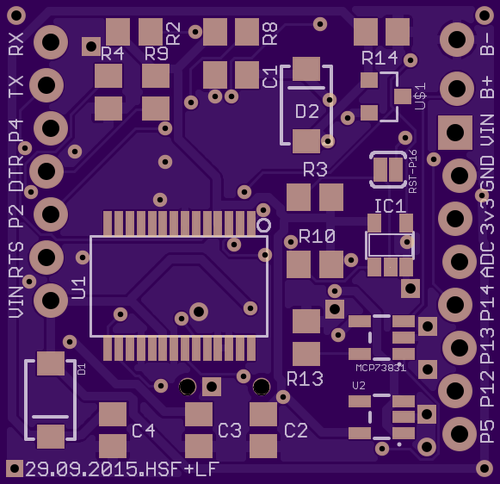 RX
TX
P4
DTR
P2
RTS
VIN
R2
R4
R9
R8
C1
D2
R14
U$1
B-
B+
VIN
GND
3v3
ADC
P14
P13
P12
P5
RST-P16
R3
IC1
R10
U1
R13
MCP73831
U2
D1
C4
C3
C2
29.09.2015.HSF+LF